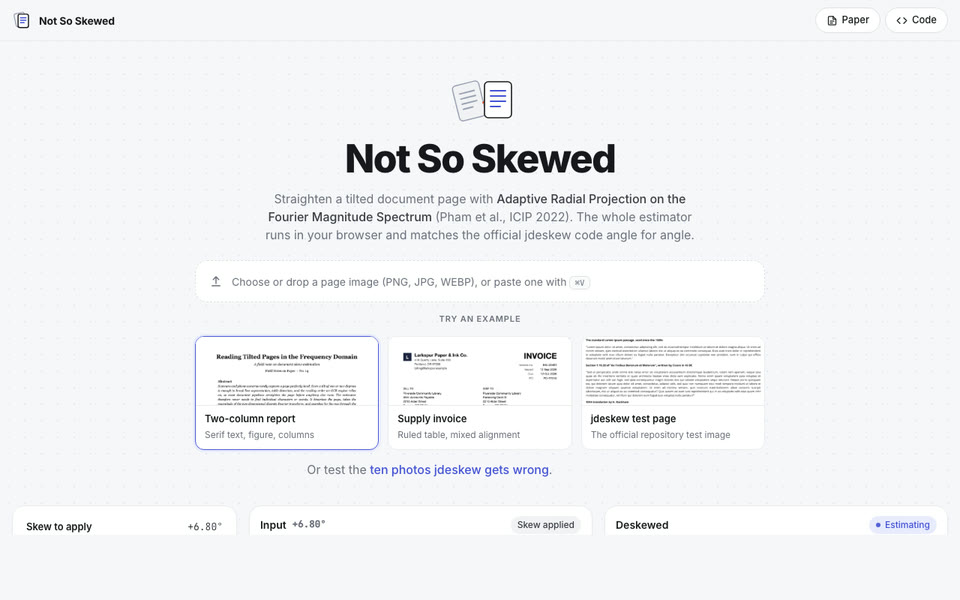 Not So Skewed
Paper
Code
Not So Skewed
Straighten a tilted document page with Adaptive Radial Projection on the
Fourier Magnitude Spectrum (Pham et al., ICIP 2022). The whole estimator
runs in your browser and matches the official jdeskew code angle for angle.
Choose or drop a page image (PNG, JPG, WEBP), or paste one with ⌘V
TRY AN EXAMPLE
Reading Tilted Pages in the Frequency Domain
Abstract
Larkspur Paper & Ink Co.
INVOICE
Two-column report
Serif text, figure, columns
Supply invoice
Ruled table, mixed alignment
jdeskew test page
The official repository test image
Or test the ten photos jdeskew gets wrong.
Skew to apply
+6.80°
Input +6.80°
Skew applied
Deskewed
Estimating